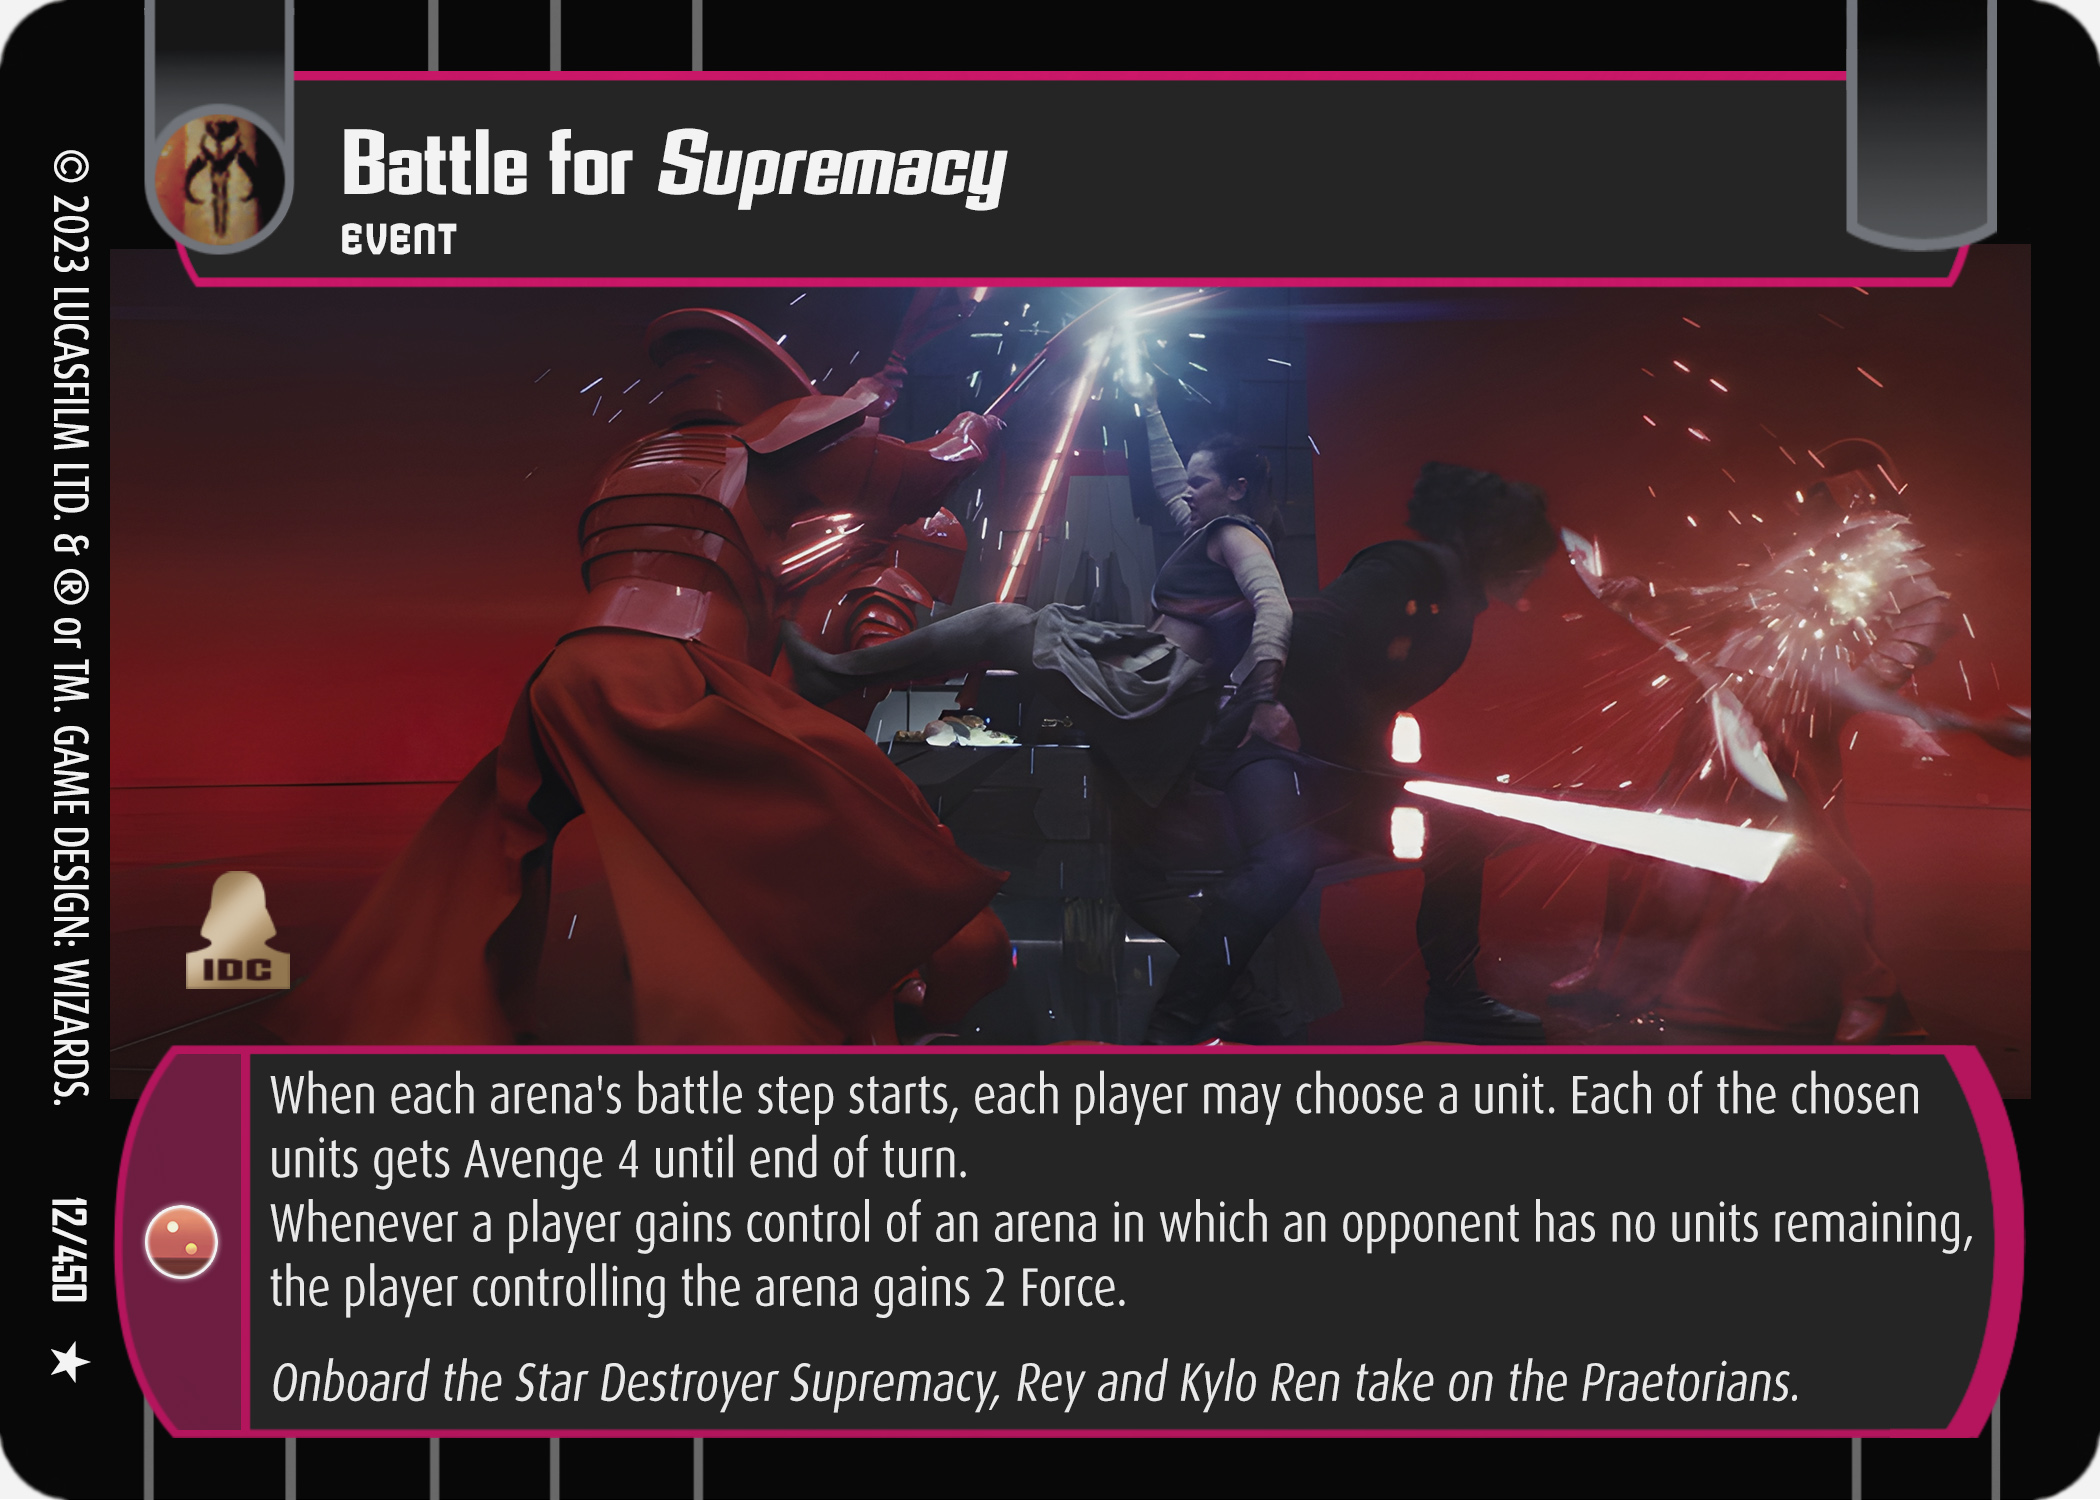 Battle for Supremacy
EVENT
© 2023 LUCASFILM LTD. & ® or TM. GAME DESIGN: WIZARDS.
12/450 ★
IDC
When each arena's battle step starts, each player may choose a unit. Each of the chosen
units gets Avenge 4 until end of turn.
Whenever a player gains control of an arena in which an opponent has no units remaining,
the player controlling the arena gains 2 Force.
Onboard the Star Destroyer Supremacy, Rey and Kylo Ren take on the Praetorians.